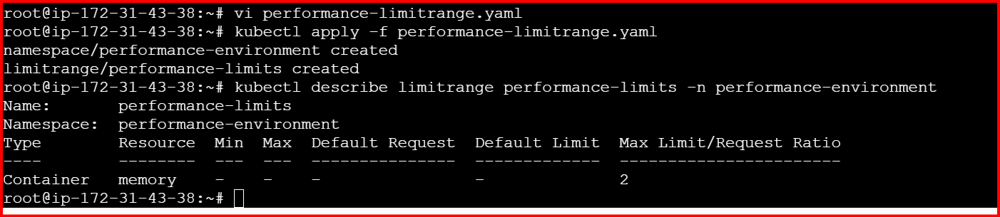 root@ip-172-31-43-38:~# vi performance-limitrange.yaml
root@ip-172-31-43-38:~# kubectl apply -f performance-limitrange.yaml
namespace/performance-environment created
limitrange/performance-limits created
root@ip-172-31-43-38:~# kubectl describe limitrange performance-limits -n performance-environment
Name:       performance-limits
Namespace:  performance-environment
Type        Resource  Min  Max  Default Request  Default Limit  Max Limit/Request Ratio
----        --------  ---  ---  ---------------  -------------  -----------------------
Container   memory    -    -    -                -              2
root@ip-172-31-43-38:~#